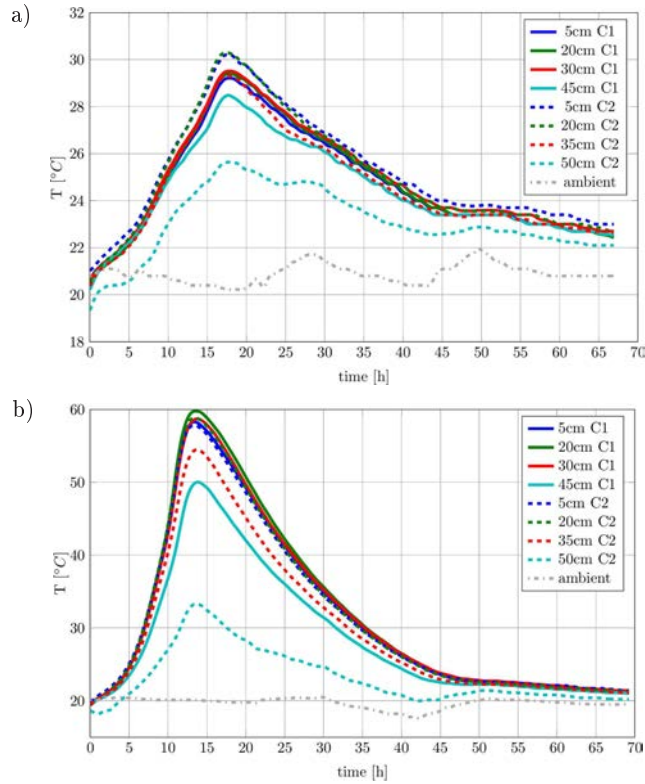 a)
32
30
28
26
24
22
20
18
T [°C]
0 5 10 15 20 25 30 35 40 45 50 55 60 65 70
time [h]
5cm C1
20cm C1
30cm C1
45cm C1
5cm C2
20cm C2
35cm C2
50cm C2
ambient
b)
60
50
40
30
20
10
T [°C]
0 5 10 15 20 25 30 35 40 45 50 55 60 65 70
time [h]
5cm C1
20cm C1
30cm C1
45cm C1
5cm C2
20cm C2
35cm C2
50cm C2
ambient